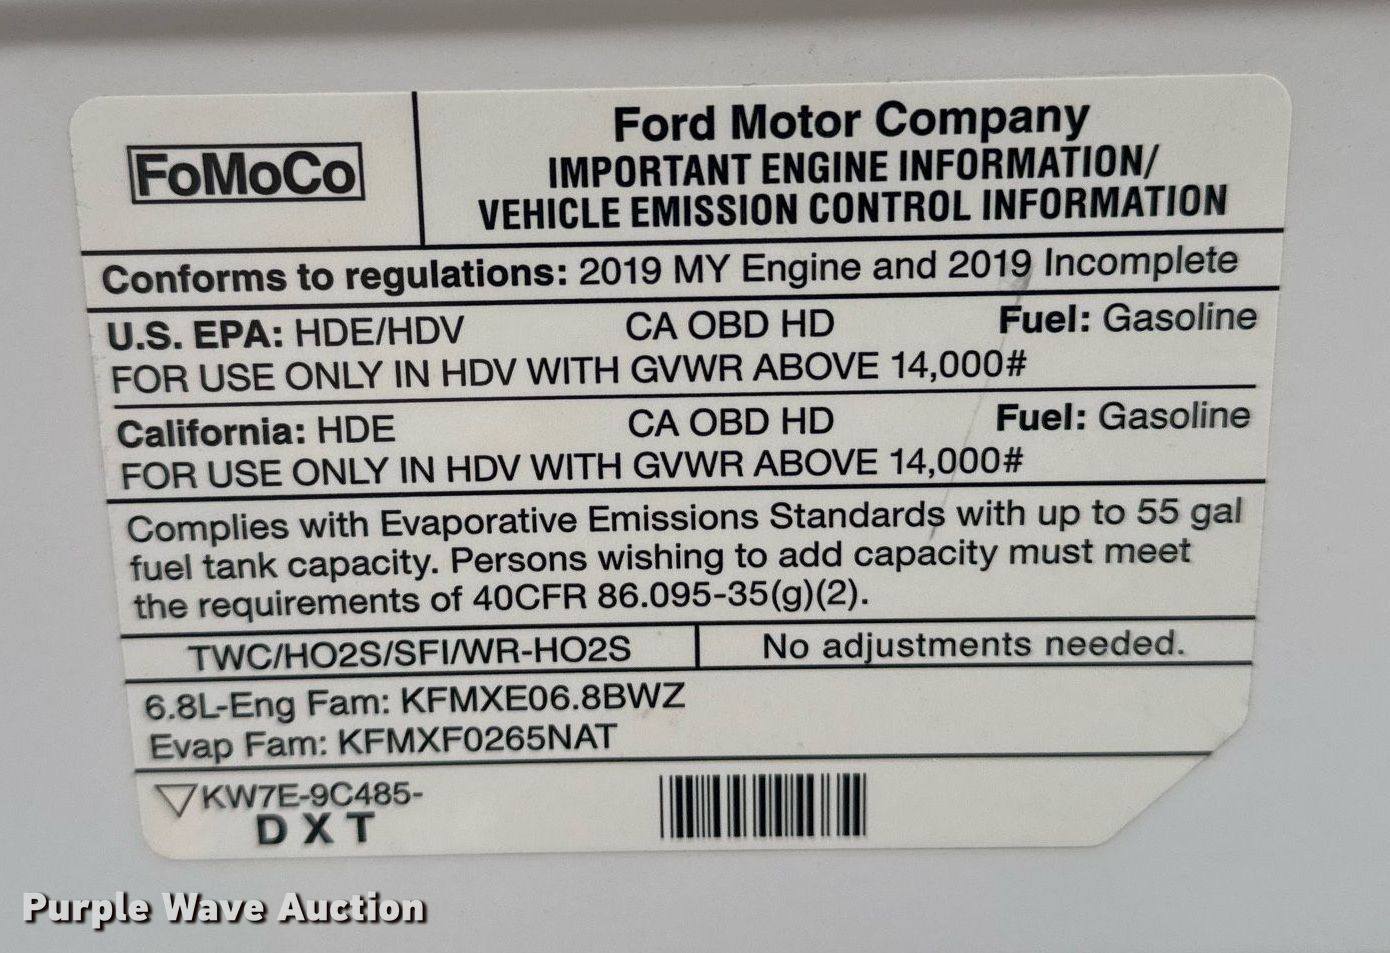 FoMoCo
Ford Motor Company
IMPORTANT ENGINE INFORMATION/
VEHICLE EMISSION CONTROL INFORMATION
Conforms to regulations: 2019 MY Engine and 2019 Incomplete
U.S. EPA: HDE/HDV CA OBD HD Fuel: Gasoline
FOR USE ONLY IN HDV WITH GVWR ABOVE 14,000#
California: HDE CA OBD HD Fuel: Gasoline
FOR USE ONLY IN HDV WITH GVWR ABOVE 14,000#
Complies with Evaporative Emissions Standards with up to 55 gal
fuel tank capacity. Persons wishing to add capacity must meet
the requirements of 40CFR 86.095-35(g)(2).
TWC/HO2S/SFI/WR-HO2S No adjustments needed.
6.8L-Eng Fam: KFMXE06.8BWZ
Evap Fam: KFMXF0265NAT
KW7E-9C485-
DXT
Purple Wave Auction